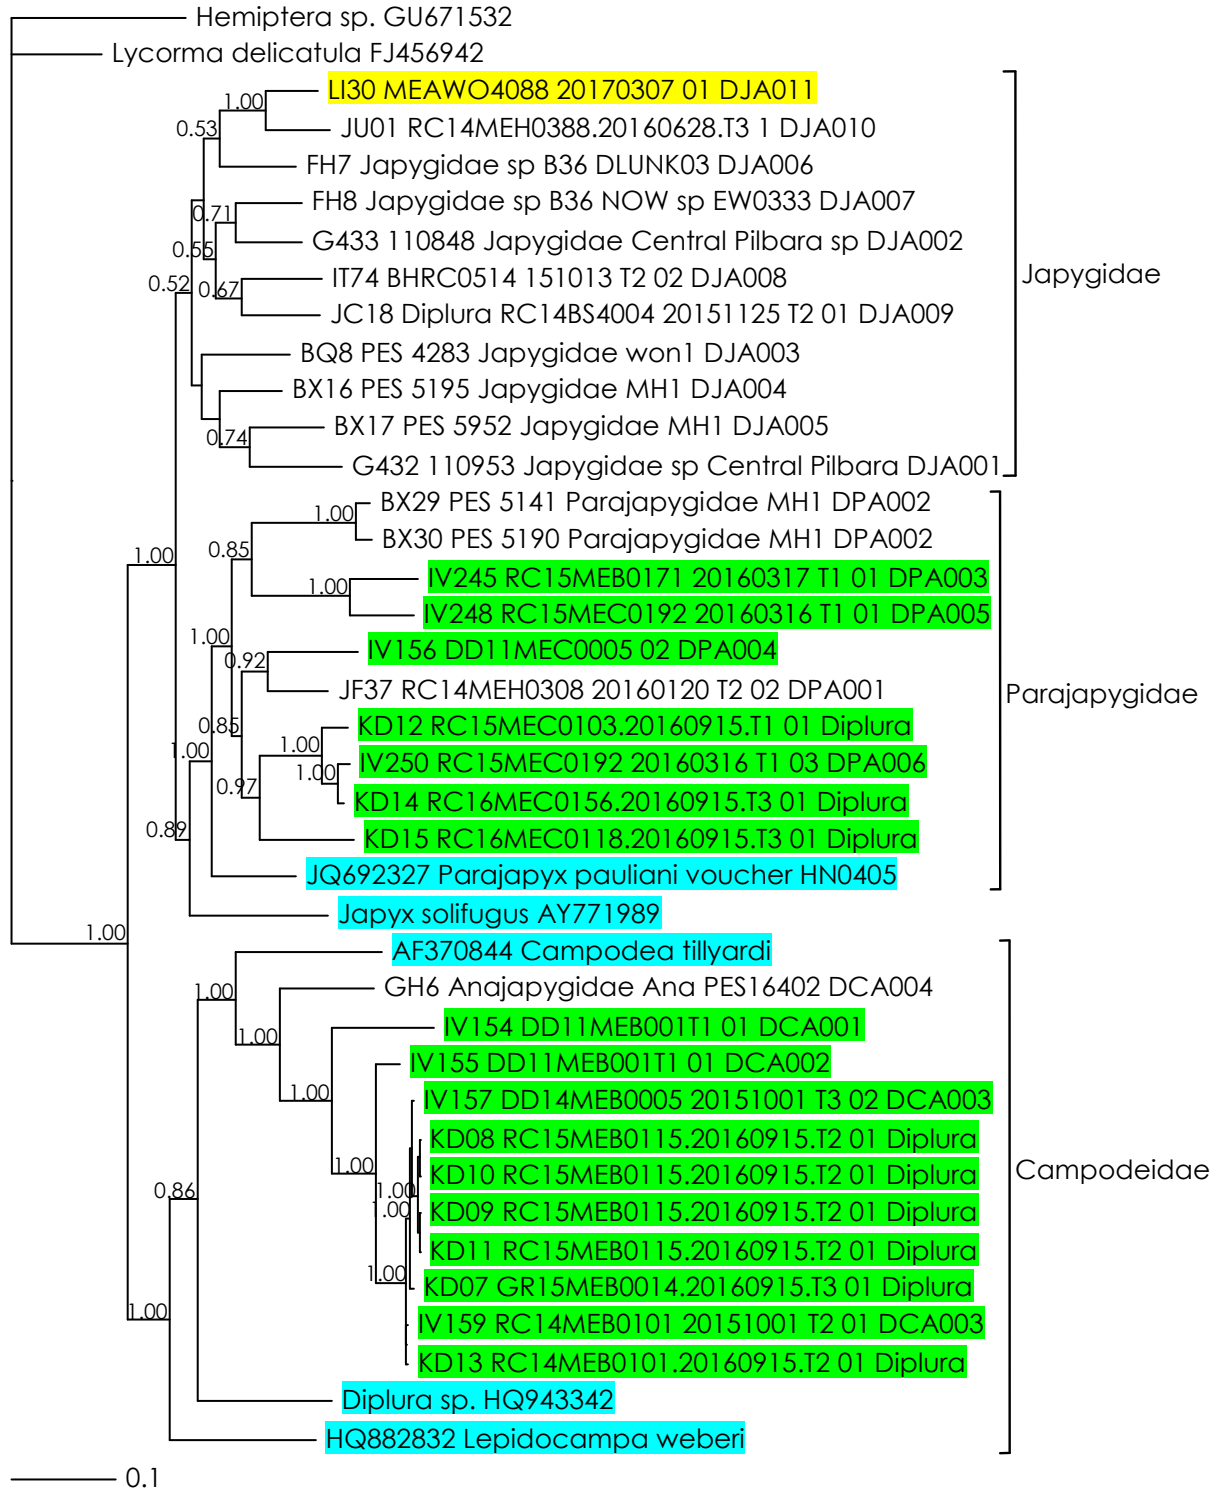 Hemiptera sp. GU671532
Lycorma delicatula FJ456942
LI30 MEAWO4088 20170307 01 DJA011
1.00
JU01 RC14MEH0388.20160628.T3 1 DJA010
0.53
FH7 Japygidae sp B36 DLUNK03 DJA006
FH8 Japygidae sp B36 NOW sp EW0333 DJA007
0.71
G433 110848 Japygidae Central Pilbara sp DJA002
0.55
Japygidae
IT74 BHRC0514 151013 T2 02 DJA008
0.52
0.67
JC18 Diplura RC14BS4004 20151125 T2 01 DJA009
BQ8 PES 4283 Japygidae won1 DJA003
BX16 PES 5195 Japygidae MH1 DJA004
BX17 PES 5952 Japygidae MH1 DJA005
0.74
G432 110953 Japygidae sp Central Pilbara DJA001
BX29 PES 5141 Parajapygidae MH1 DPA002
1.00
BX30 PES 5190 Parajapygidae MH1 DPA002
0.85
1.00
IV245 RC15MEB0171 20160317 T1 01 DPA003
1.00
IV248 RC15MEC0192 20160316 T1 01 DPA005
1.00
IV156 DD11MEC0005 02 DPA004
0.92
JF37 RC14MEH0308 20160120 T2 02 DPA001
Parajapygidae
0.85
KD12 RC15MEC0103.20160915.T1 01 Diplura
1.00
1.00
IV250 RC15MEC0192 20160316 T1 03 DPA006
1.00
0.97
KD14 RC16MEC0156.20160915.T3 01 Diplura
0.89
KD15 RC16MEC0118.20160915.T3 01 Diplura
JQ692327 Parajapyx pauliani voucher HN0405
Japyx solifugus AY771989
1.00
AF370844 Campodea tillyardi
1.00
GH6 Anajapygidae Ana PES16402 DCA004
IV154 DD11MEB001T1 01 DCA001
1.00
IV155 DD11MEB001T1 01 DCA002
1.00
IV157 DD14MEB0005 20151001 T3 02 DCA003
KD08 RC15MEB0115.20160915.T2 01 Diplura
1.00
KD10 RC15MEB0115.20160915.T2 01 Diplura
Campodeidae
0.86
1.00
1.00
KD09 RC15MEB0115.20160915.T2 01 Diplura
KD11 RC15MEB0115.20160915.T2 01 Diplura
1.00
KD07 GR15MEB0014.20160915.T3 01 Diplura
1.00
IV159 RC14MEB0101 20151001 T2 01 DCA003
KD13 RC14MEB0101.20160915.T2 01 Diplura
Diplura sp. HQ943342
HQ882832 Lepidocampa weberi
0.1